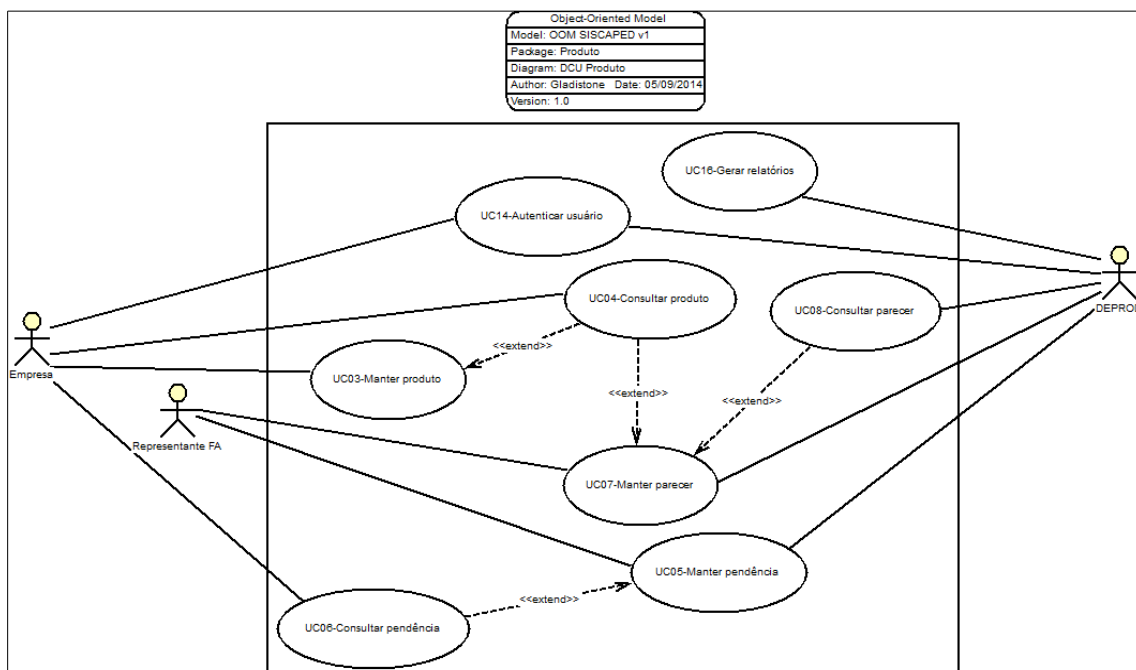 Object-Oriented Model
Model: OOM SISCAPED v1
Package: Produto
Diagram: DCU Produto
Author: Gladistone Date: 05/09/2014
Version: 1.0
UC16-Gerar relatórios
UC14-Autenticar usuário
UC04-Consultar produto
UC08-Consultar parecer
DEPROD
<<extend>>
Empresa
UC03-Manter produto
<<extend>>
<<extend>>
Representante FA
UC07-Manter parecer
UC05-Manter pendência
<<extend>>
UC06-Consultar pendência